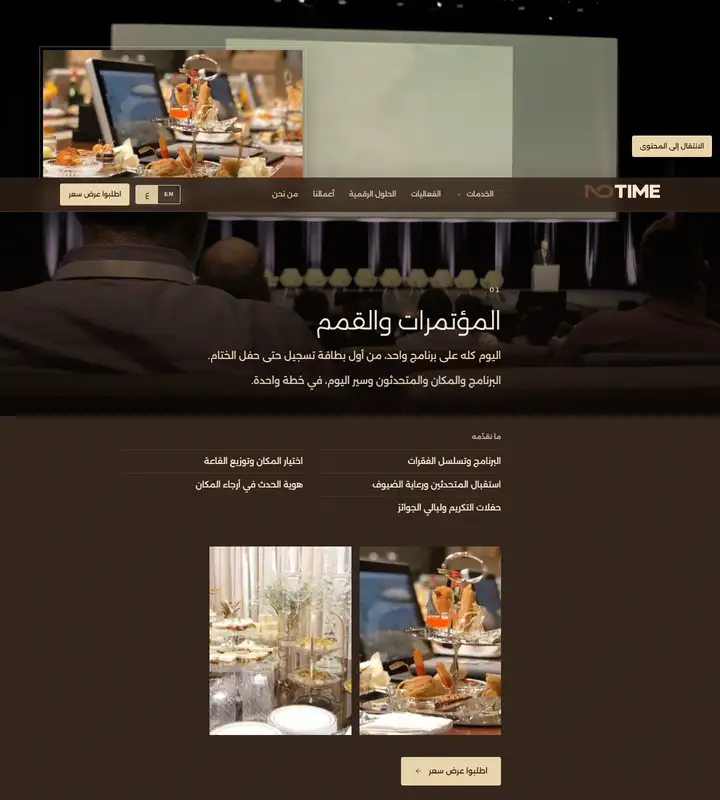 الانتقال إلى المحتوى
NOTIME
الخدمات
الفعاليات
الحلول الرقمية
أعمالنا
من نحن
EN
ع
اطلبوا عرض سعر
01
المؤتمرات والقمم
اليوم كله على برنامج واحد، من أول بطاقة تسجيل حتى حفل الختام.
البرنامج والمكان والمتحدثون وسير اليوم، في خطة واحدة.
ما نقدّمه
البرنامج وتسلسل الفقرات
اختيار المكان وتوزيع القاعة
استقبال المتحدثين ورعاية الضيوف
هوية الحدث في أرجاء المكان
حفلات التكريم وليالي الجوائز
اطلبوا عرض سعر ←